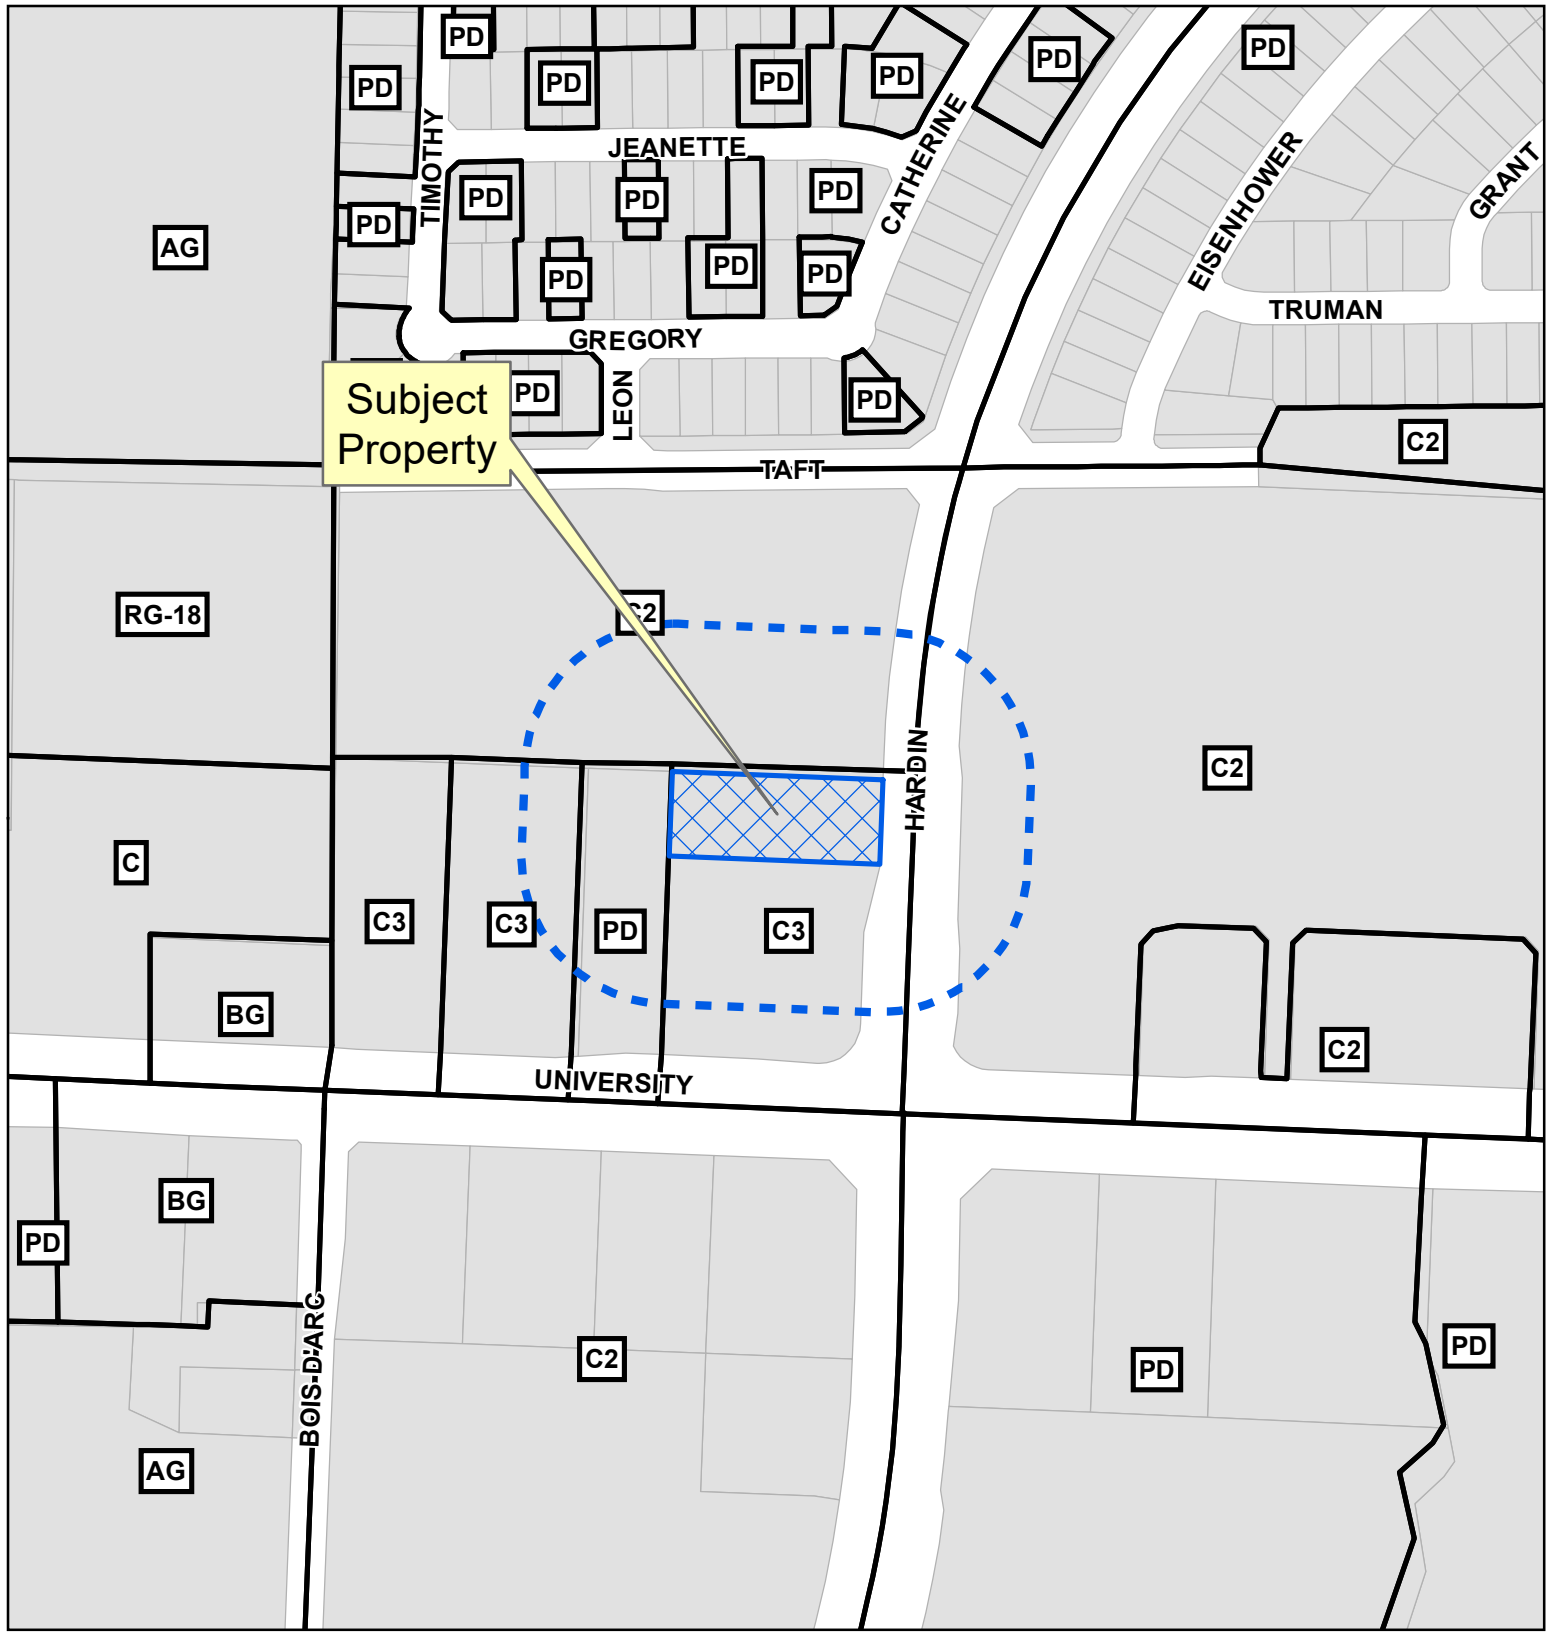 PD
PD
PD
PD
PD
PD
PD
JEANETTE
TIMOTHY
CATHERINE
EISENHOWER
GRANT
PD
PD
PD
PD
AG
PD
PD
PD
TRUMAN
GREGORY
PD
LEON
PD
Subject
Property
C2
TAFT
RG-18
C2
HARDIN
C2
C
C3
C3
PD
C3
BG
C2
UNIVERSITY
BG
PD
BOIS-D'ARC
C2
PD
PD
AG